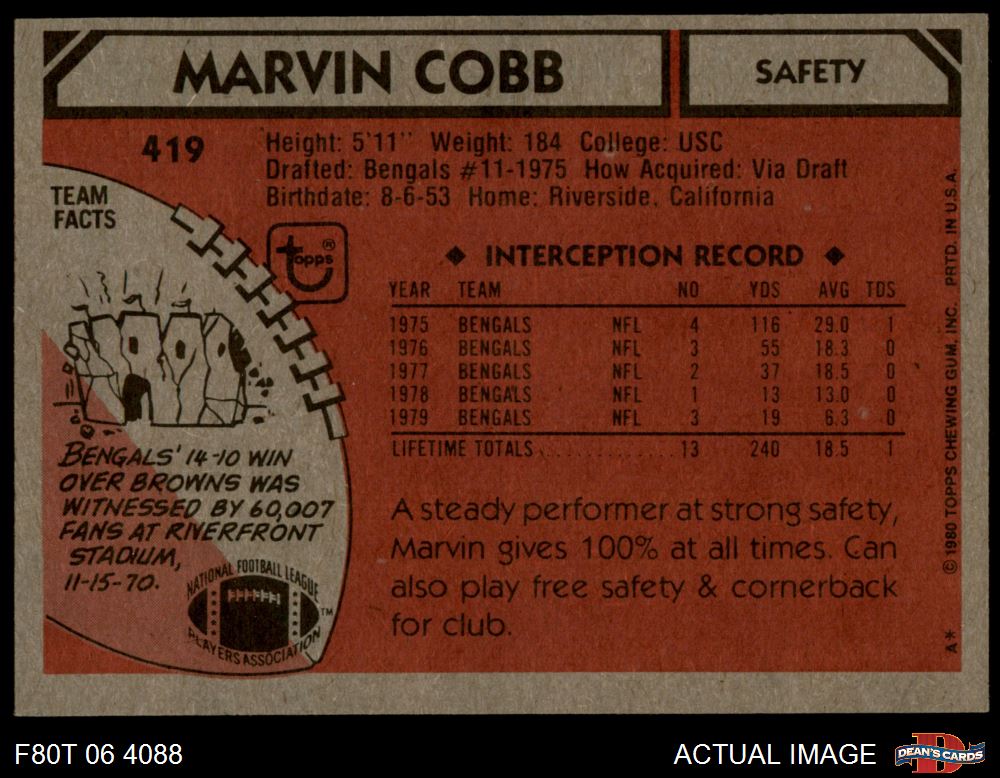 MARVIN COBB
SAFETY
419
Height: 5'11" Weight: 184 College: USC
Drafted: Bengals #11-1975 How Acquired: Via Draft
Birthdate: 8-6-53 Home: Riverside, California
TEAM
FACTS
topps®
◆ INTERCEPTION RECORD ◆
YEAR TEAM NO YDS AVG TDS
1975 BENGALS NFL 4 116 29.0 1
1976 BENGALS NFL 3 55 18.3 0
1977 BENGALS NFL 2 37 18.5 0
1978 BENGALS NFL 1 13 13.0 0
1979 BENGALS NFL 3 19 6.3 0
LIFETIME TOTALS 13 240 18.5 1
BENGALS' 14-10 WIN
OVER BROWNS WAS
WITNESSED BY 60,007
FANS AT RIVERFRONT
STADIUM,
11-15-70.
NATIONAL FOOTBALL LEAGUE
PLAYERS ASSOCIATION
TM
A steady performer at strong safety,
Marvin gives 100% at all times. Can
also play free safety & cornerback
for club.
A* © 1980 TOPPS CHEWING GUM, INC. PRTD. IN U.S.A.
F80T 06 4088
ACTUAL IMAGE
DEAN'S CARDS